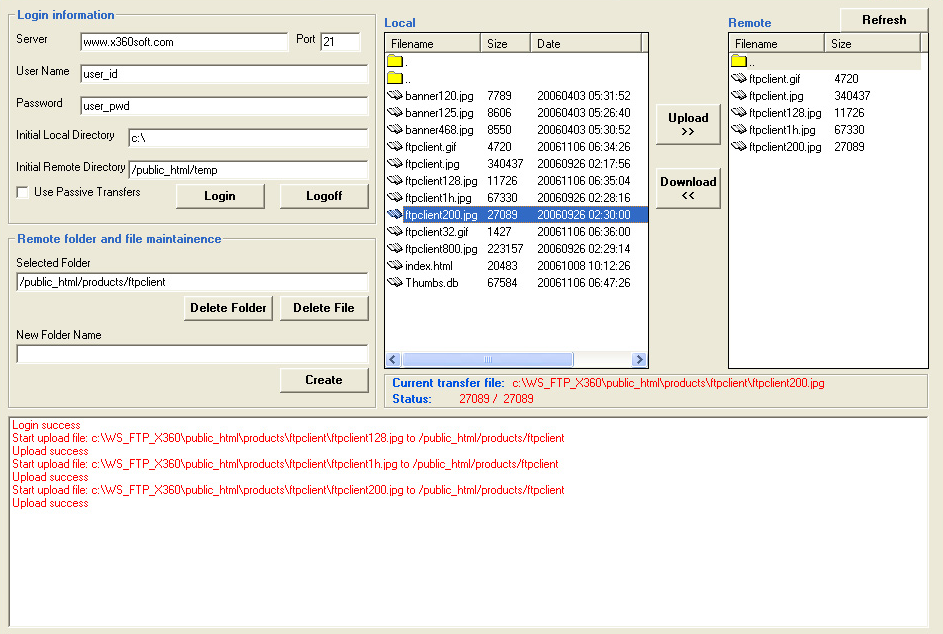 Login information
Server www.x360soft.com Port 21
User Name user_id
Password user_pwd
Initial Local Directory c:\
Initial Remote Directory /public_html/temp
Use Passive Transfers Login Logoff
Remote folder and file maintainence
Selected Folder
/public_html/products/ftpclient
Delete Folder Delete File
New Folder Name
Create
Local
Filename Size Date
.
..
banner120.jpg 7789 20060403 05:31:52
banner125.jpg 8606 20060403 05:26:40
banner468.jpg 8550 20060403 05:30:52
ftpclient.gif 4720 20061106 06:34:26
ftpclient.jpg 340437 20060926 02:17:56
ftpclient128.jpg 11726 20061106 06:35:04
ftpclient1h.jpg 67330 20060926 02:28:16
ftpclient200.jpg 27089 20060926 02:30:00
ftpclient32.gif 1427 20061106 06:36:00
ftpclient800.jpg 223157 20060926 02:29:14
index.html 20483 20061008 10:12:26
Thumbs.db 67584 20061106 06:47:26
Upload
>>
Download
<<
Remote Refresh
Filename Size
..
ftpclient.gif 4720
ftpclient.jpg 340437
ftpclient128.jpg 11726
ftpclient1h.jpg 67330
ftpclient200.jpg 27089
Current transfer file: c:\WS_FTP_X360\public_html\products\ftpclient\ftpclient200.jpg
Status: 27089 / 27089
Login success
Start upload file: c:\WS_FTP_X360\public_html\products\ftpclient\ftpclient128.jpg to /public_html/products/ftpclient
Upload success
Start upload file: c:\WS_FTP_X360\public_html\products\ftpclient\ftpclient1h.jpg to /public_html/products/ftpclient
Upload success
Start upload file: c:\WS_FTP_X360\public_html\products\ftpclient\ftpclient200.jpg to /public_html/products/ftpclient
Upload success